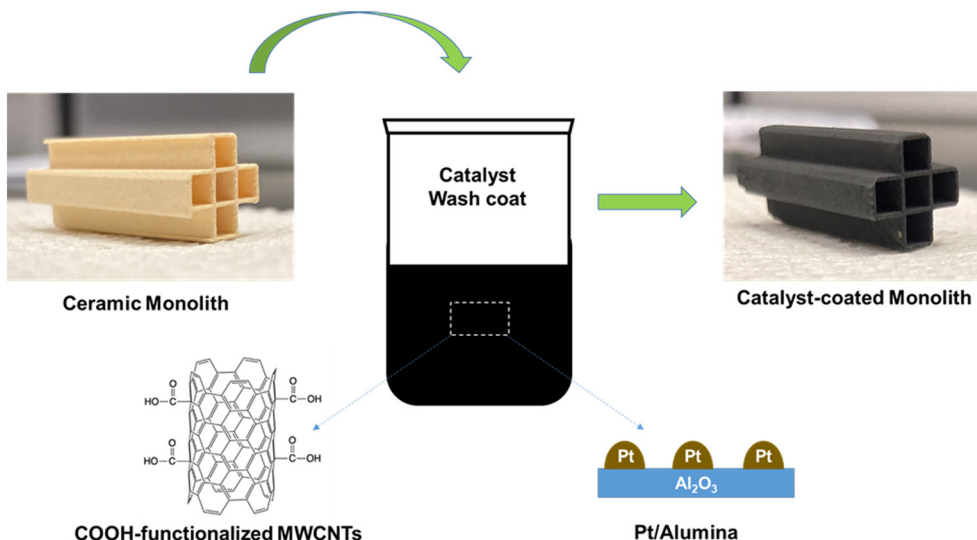 Catalyst
Wash coat
Ceramic Monolith
Catalyst-coated Monolith
O
HO-C
O
C-OH
O
HO-C
O
C-OH
Pt
Pt
Pt
Al₂O₃
COOH-functionalized MWCNTs
Pt/Alumina